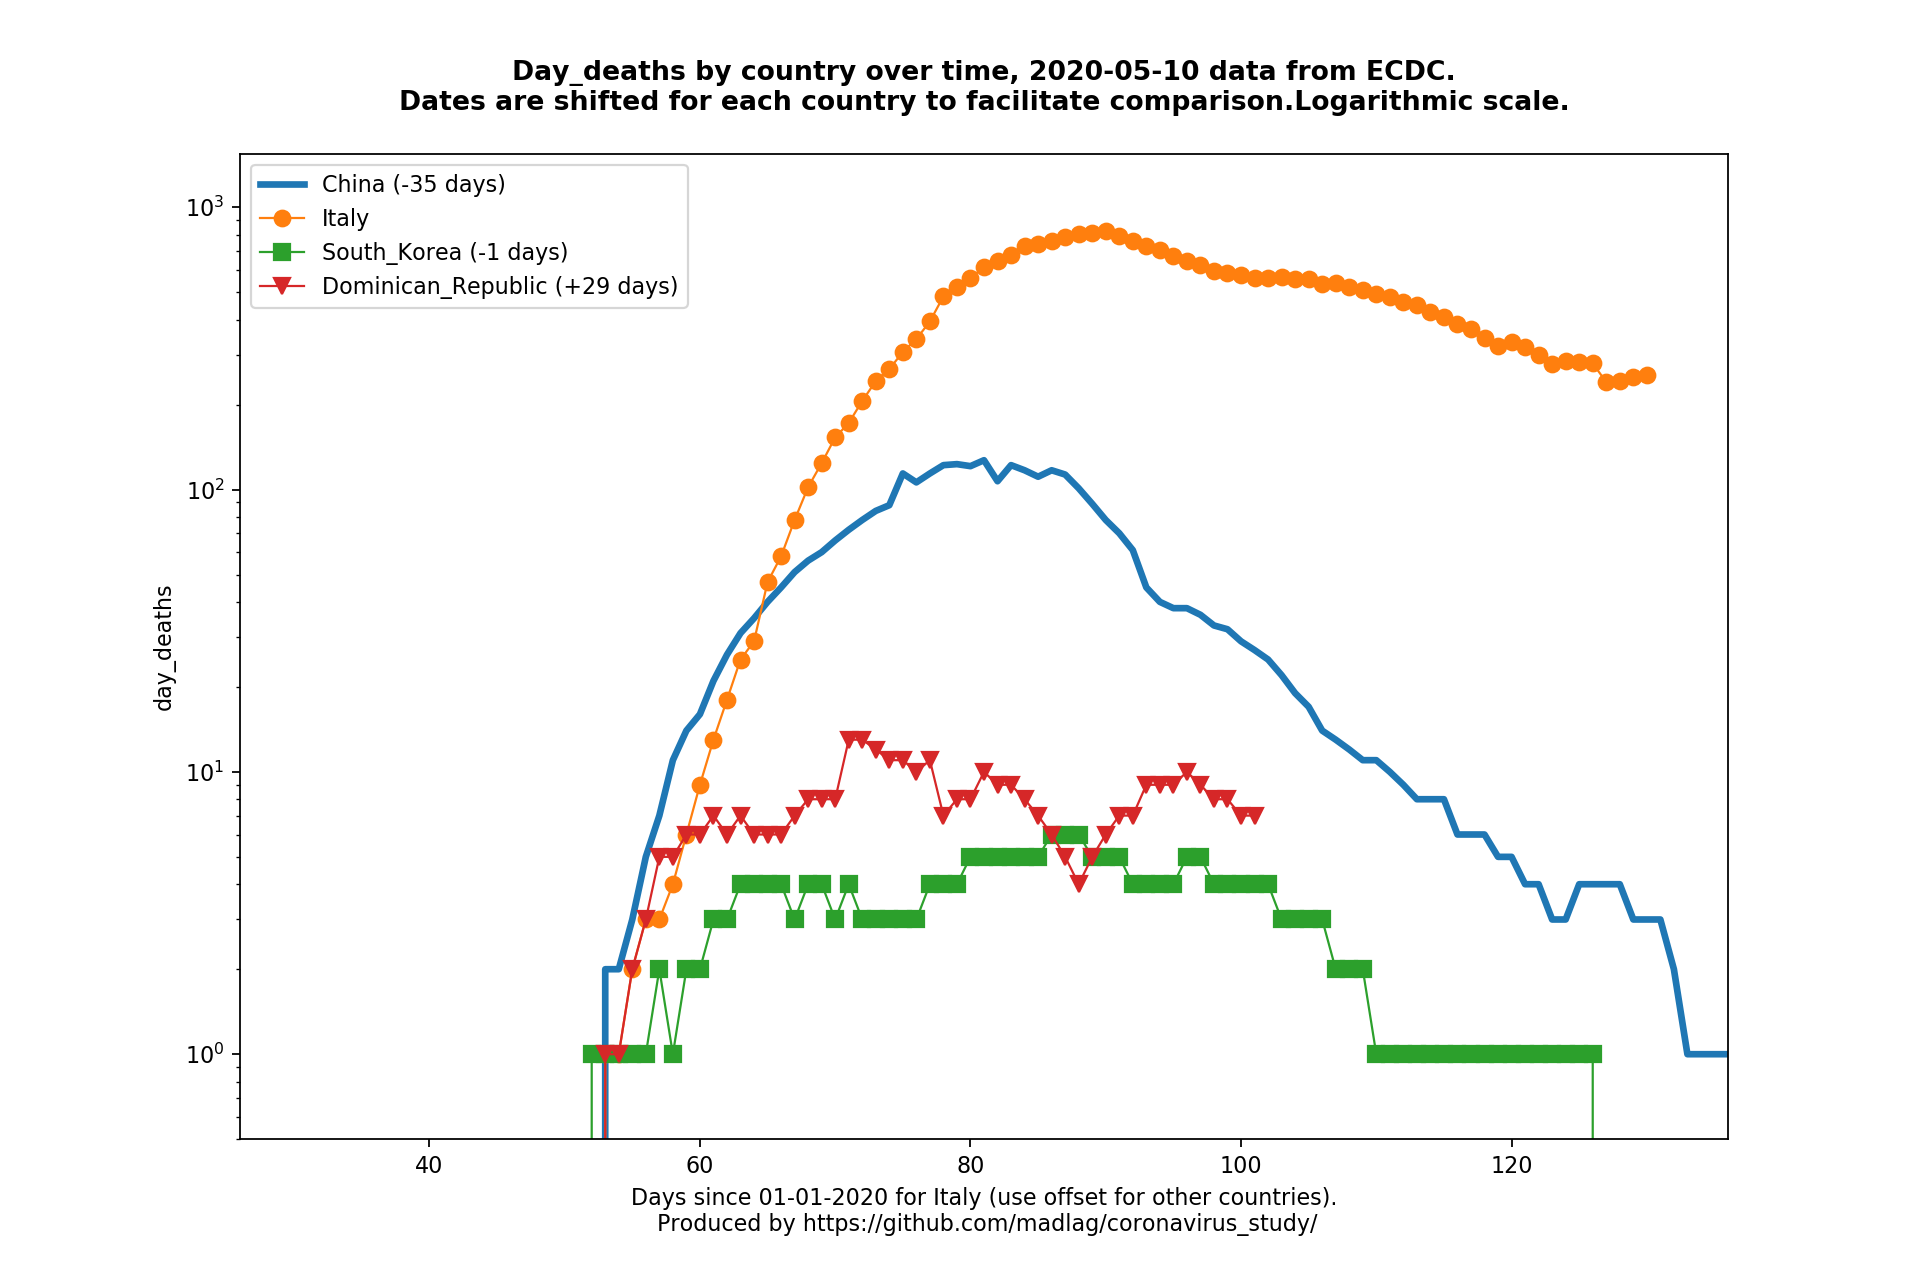 Day_deaths by country over time, 2020-05-10 data from ECDC.
Dates are shifted for each country to facilitate comparison.Logarithmic scale.
China (-35 days)
Italy
South_Korea (-1 days)
Dominican_Republic (+29 days)
10³
10²
10¹
10⁰
day_deaths
40 60 80 100 120
Days since 01-01-2020 for Italy (use offset for other countries).
Produced by https://github.com/madlag/coronavirus_study/